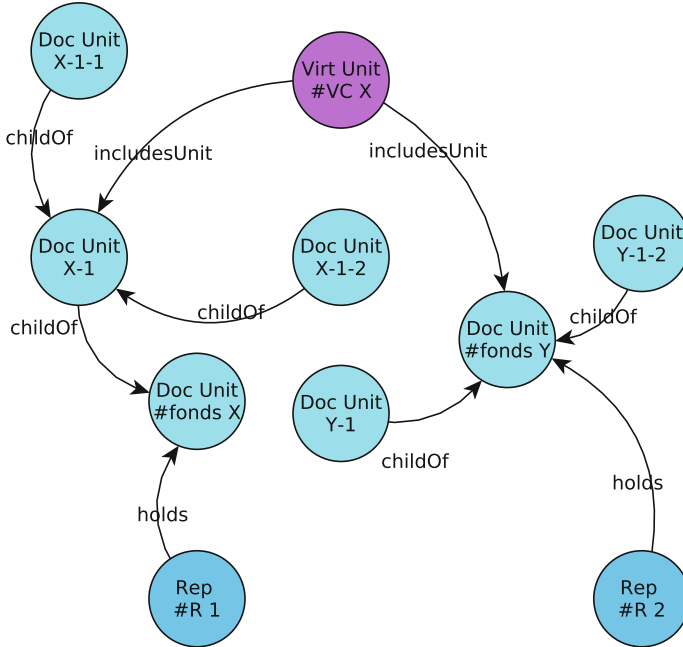 Doc Unit
X-1-1
Virt Unit
#VC X
childOf
includesUnit
includesUnit
Doc Unit
X-1
Doc Unit
X-1-2
Doc Unit
Y-1-2
childOf
childOf
childOf
Doc Unit
#fonds Y
Doc Unit
#fonds X
Doc Unit
Y-1
childOf
holds
holds
Rep
#R 1
Rep
#R 2